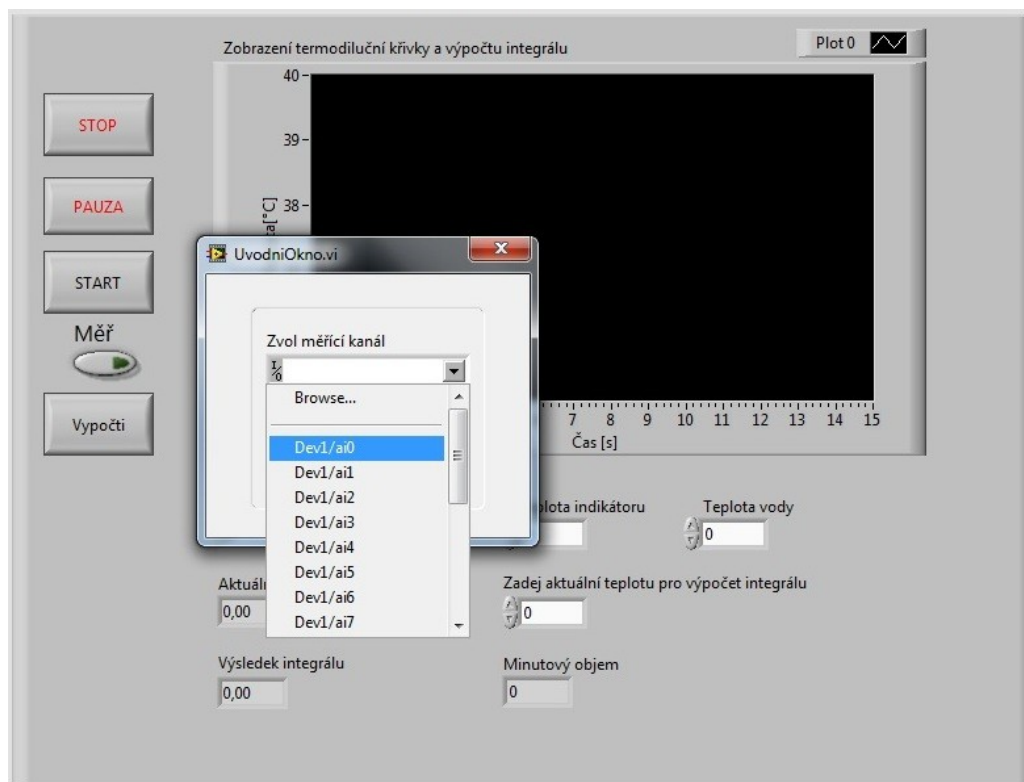 Zobrazení termodiluční křivky a výpočtu integrálu
Plot 0
40
39
38
STOP
PAUZA
START
Měř
Vypočti
UvodniOkno.vi
Zvol měřící kanál
Browse...
Dev1/ai0
Dev1/ai1
Dev1/ai2
Dev1/ai3
Dev1/ai4
Dev1/ai5
Dev1/ai6
Dev1/ai7
7 8 9 10 11 12 13 14 15
Čas [s]
indikátoru
Teplota vody
0
Zadej aktuální teplotu pro výpočet integrálu
0,00
0
Výsledek integrálu
Minutový objem
0,00
0